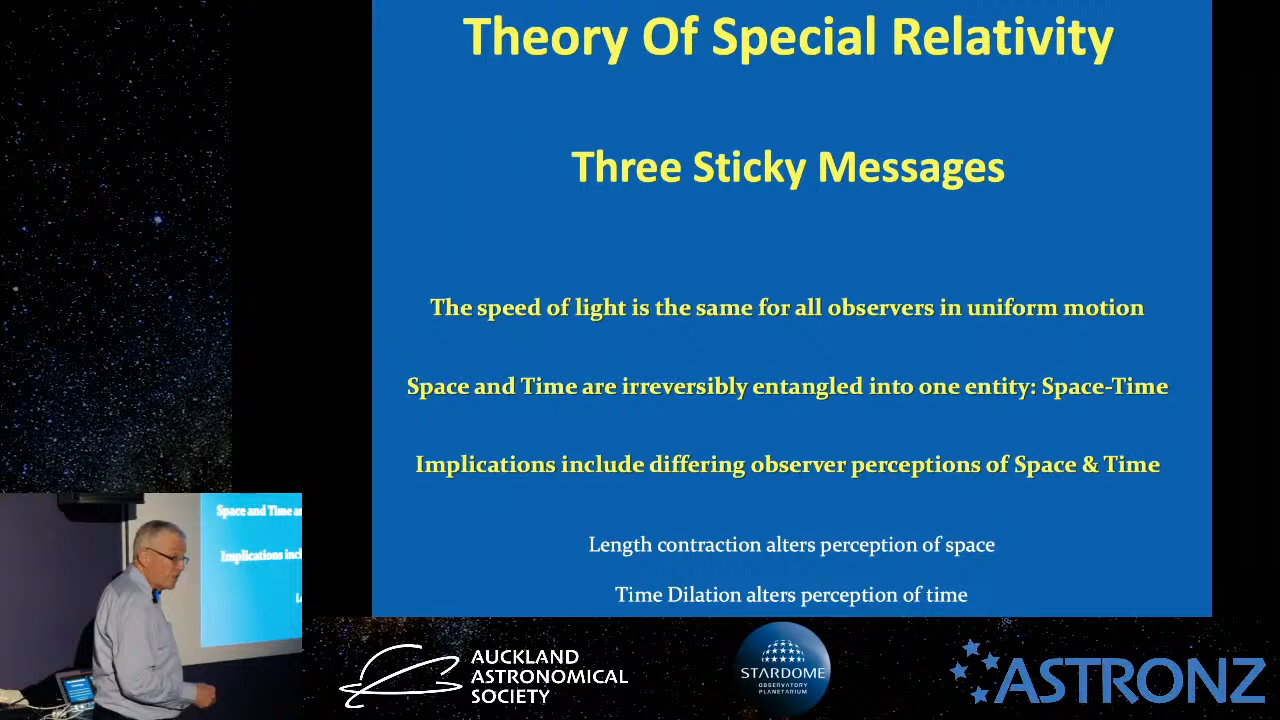 Theory Of Special Relativity
Three Sticky Messages
The speed of light is the same for all observers in uniform motion
Space and Time are irreversibly entangled into one entity: Space-Time
Implications include differing observer perceptions of Space & Time
Length contraction alters perception of space
Time Dilation alters perception of time
Space and Time a
Implications incl
L
AUCKLAND
ASTRONOMICAL
SOCIETY
STARDOME
OBSERVATORY
PLANETARIUM
ASTRONZ